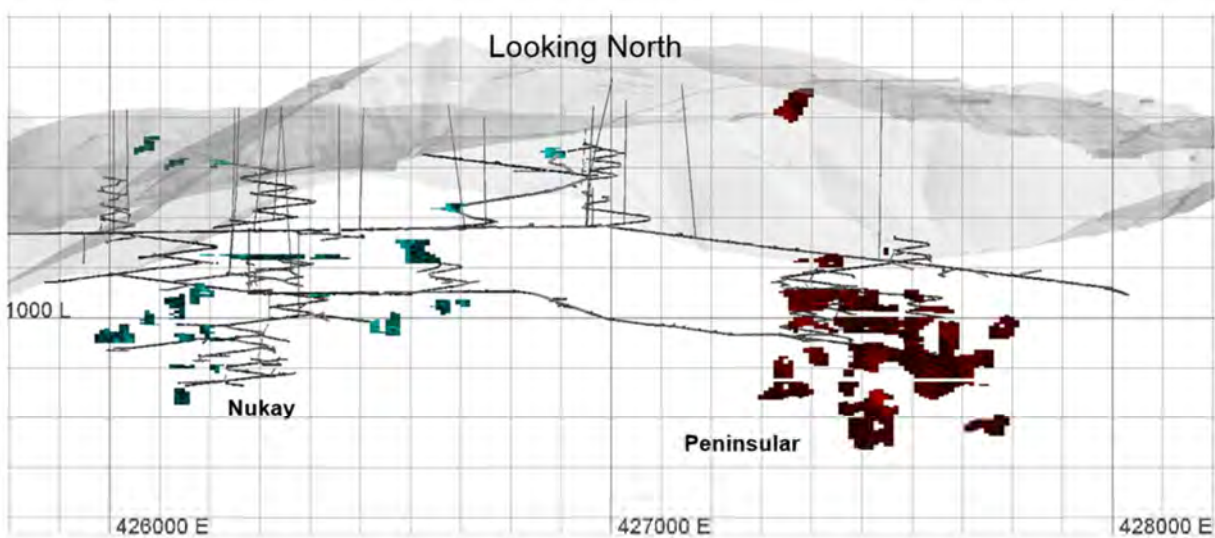 Looking North
1000 L
Nukay
Peninsular
426000 E
427000 E
428000 E